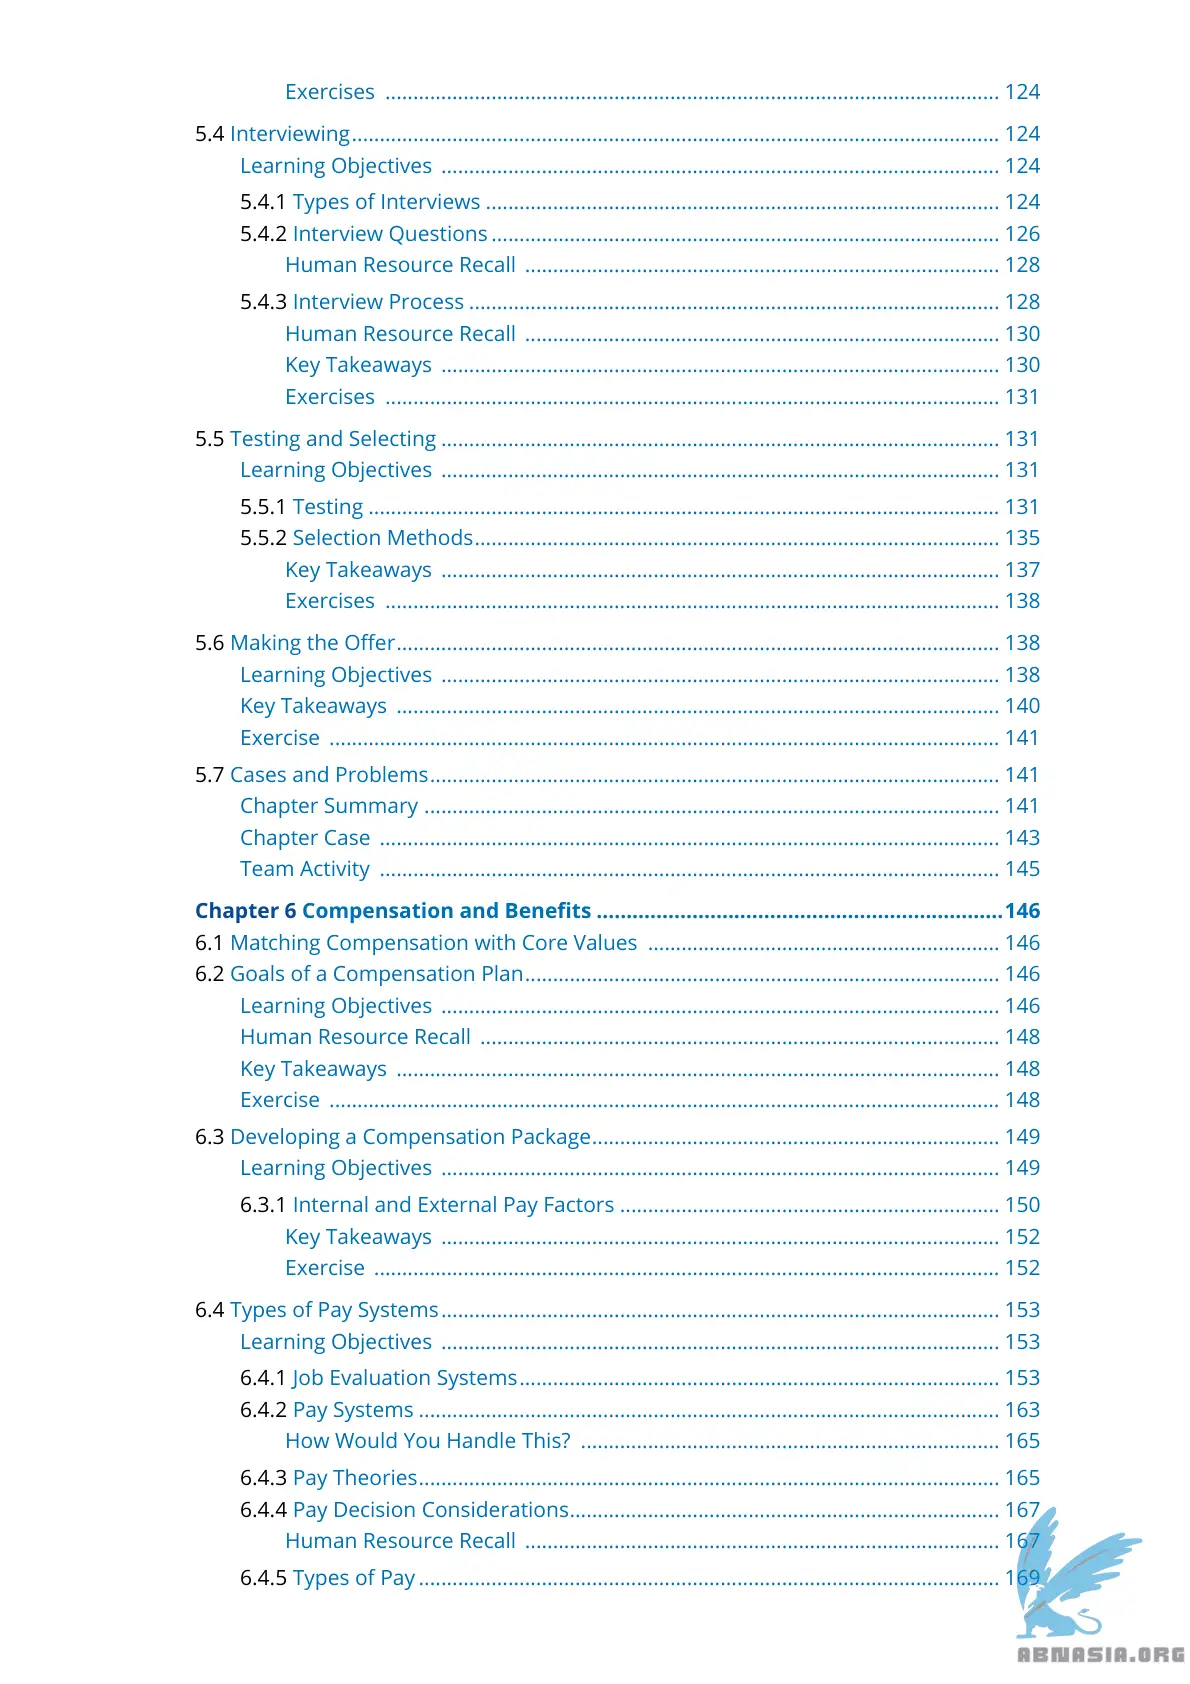 Exercises ........ 124
5.4 Interviewing ........ 124
Learning Objectives ........ 124
5.4.1 Types of Interviews ........ 124
5.4.2 Interview Questions ........ 126
Human Resource Recall ........ 128
5.4.3 Interview Process ........ 128
Human Resource Recall ........ 130
Key Takeaways ........ 130
Exercises ........ 131
5.5 Testing and Selecting ........ 131
Learning Objectives ........ 131
5.5.1 Testing ........ 131
5.5.2 Selection Methods ........ 135
Key Takeaways ........ 137
Exercises ........ 138
5.6 Making the Offer ........ 138
Learning Objectives ........ 138
Key Takeaways ........ 140
Exercise ........ 141
5.7 Cases and Problems ........ 141
Chapter Summary ........ 141
Chapter Case ........ 143
Team Activity ........ 145
Chapter 6 Compensation and Benefits ........ 146
6.1 Matching Compensation with Core Values ........ 146
6.2 Goals of a Compensation Plan ........ 146
Learning Objectives ........ 146
Human Resource Recall ........ 148
Key Takeaways ........ 148
Exercise ........ 148
6.3 Developing a Compensation Package ........ 149
Learning Objectives ........ 149
6.3.1 Internal and External Pay Factors ........ 150
Key Takeaways ........ 152
Exercise ........ 152
6.4 Types of Pay Systems ........ 153
Learning Objectives ........ 153
6.4.1 Job Evaluation Systems ........ 153
6.4.2 Pay Systems ........ 163
How Would You Handle This? ........ 165
6.4.3 Pay Theories ........ 165
6.4.4 Pay Decision Considerations ........ 167
Human Resource Recall ........ 167
6.4.5 Types of Pay ........ 169
ABNASIA.ORG